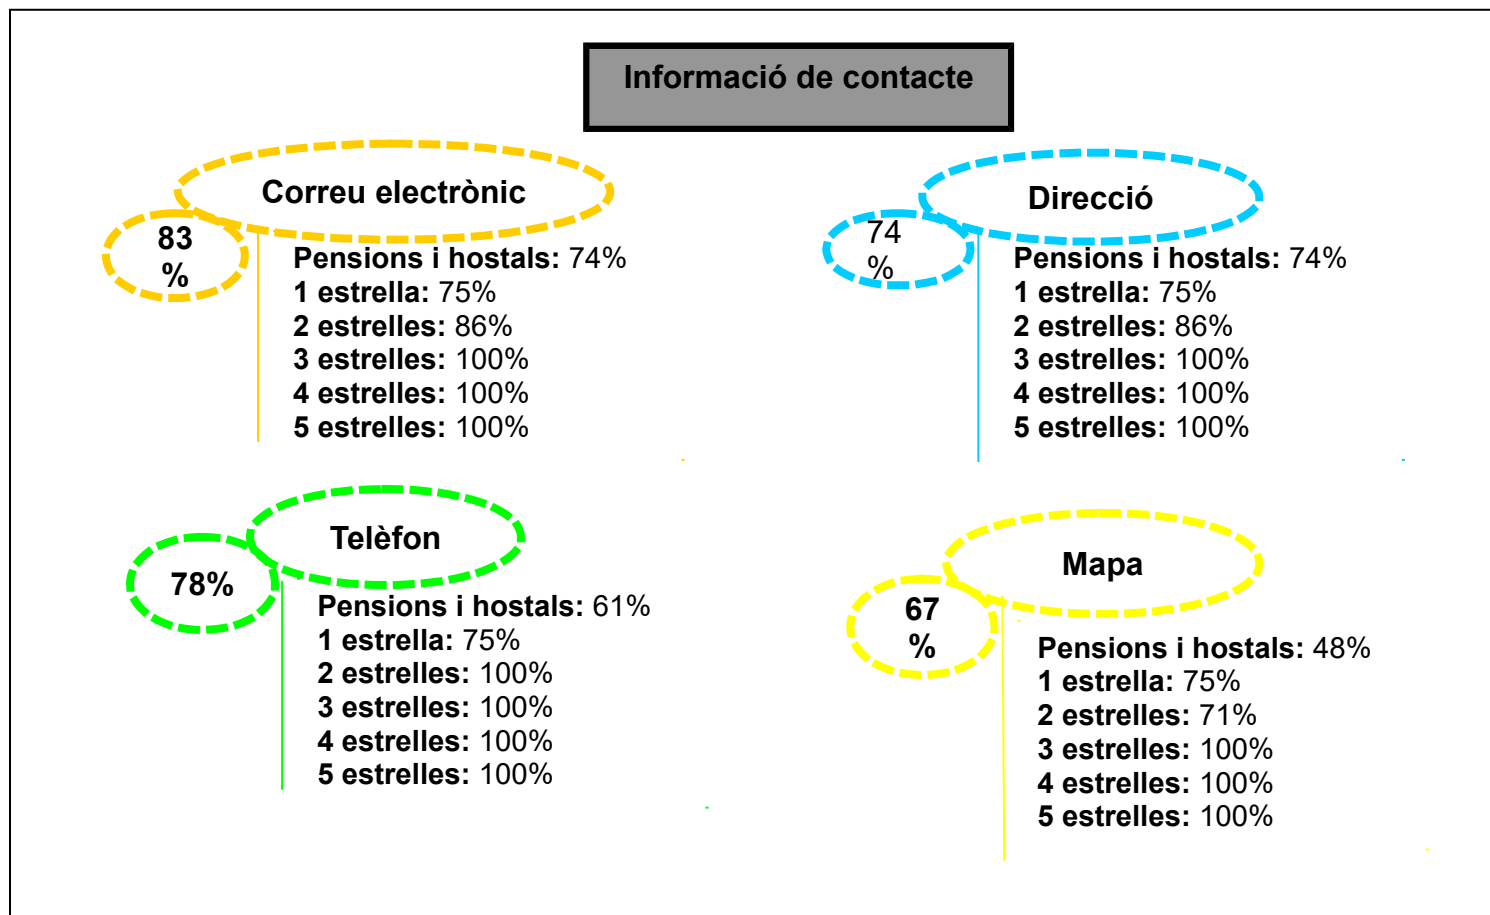 Informació de contacte
Correu electrònic
83
%
Pensions i hostals: 74%
1 estrella: 75%
2 estrelles: 86%
3 estrelles: 100%
4 estrelles: 100%
5 estrelles: 100%
Direcció
74
%
Pensions i hostals: 74%
1 estrella: 75%
2 estrelles: 86%
3 estrelles: 100%
4 estrelles: 100%
5 estrelles: 100%
Telèfon
78%
Pensions i hostals: 61%
1 estrella: 75%
2 estrelles: 100%
3 estrelles: 100%
4 estrelles: 100%
5 estrelles: 100%
Mapa
67
%
Pensions i hostals: 48%
1 estrella: 75%
2 estrelles: 71%
3 estrelles: 100%
4 estrelles: 100%
5 estrelles: 100%